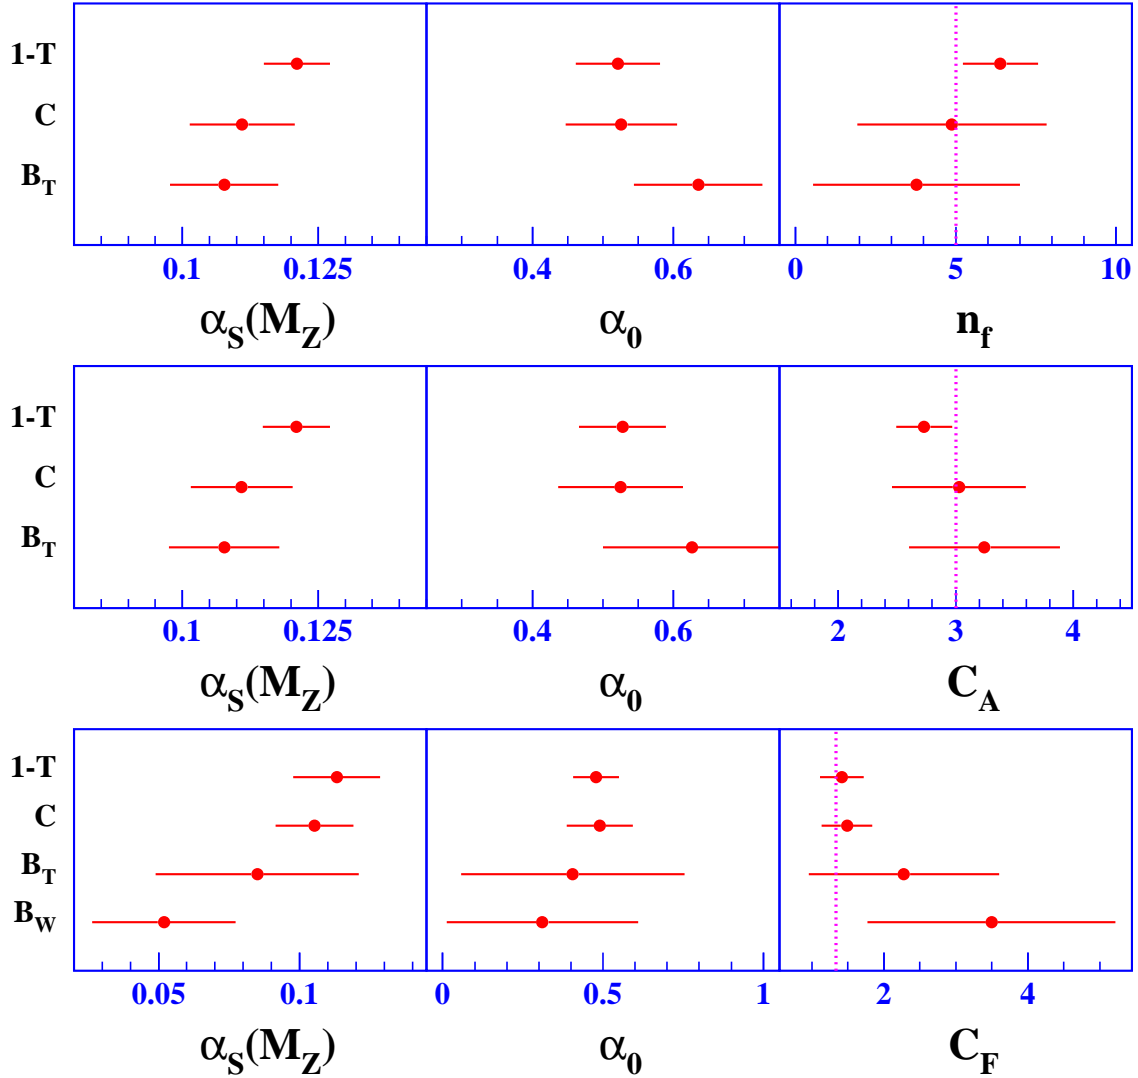 1-T
C
B_T
0.1 0.125 0.4 0.6 0 5 10
α_S(M_Z) α_0 n_f
1-T
C
B_T
0.1 0.125 0.4 0.6 2 3 4
α_S(M_Z) α_0 C_A
1-T
C
B_T
B_W
0.05 0.1 0 0.5 1 2 4
α_S(M_Z) α_0 C_F